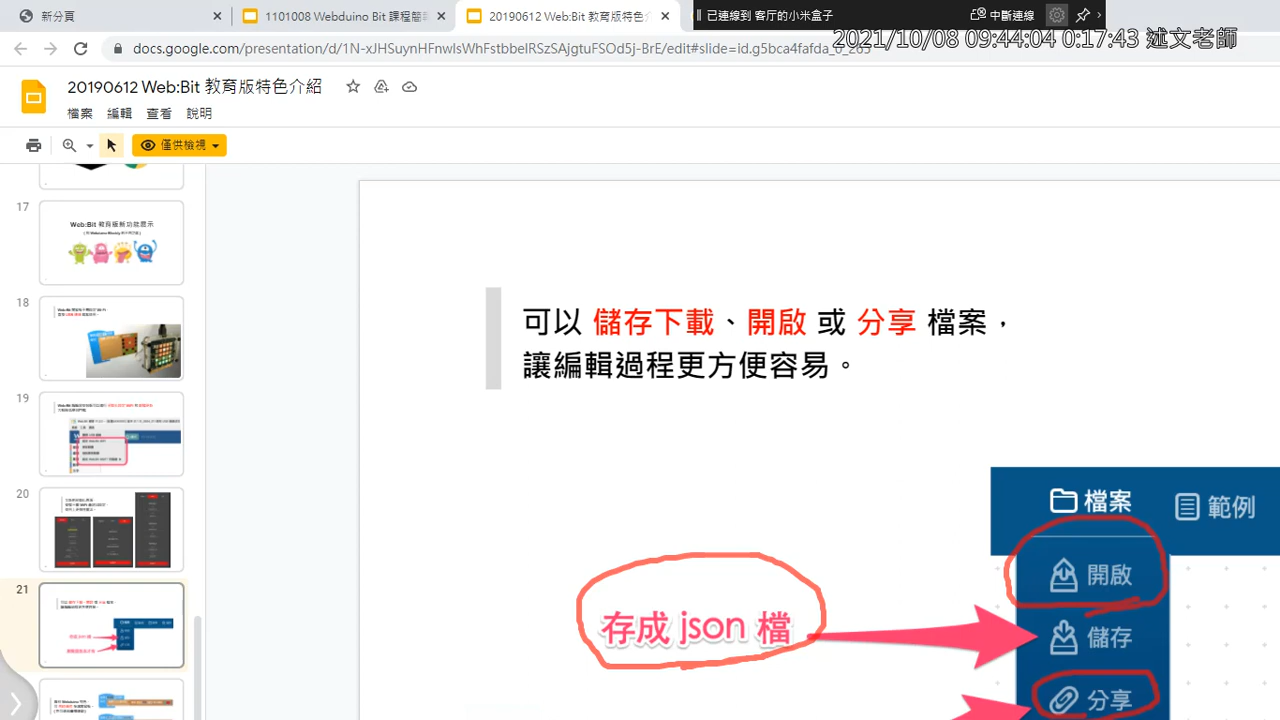 新分頁
1101008 Webduino Bit 課程簡
20190612 Web:Bit 教育版特色介
已連線到 客厅的小米盒子
中斷連線
2021/10/08 09:44:04 0:17:43 述文老師
docs.google.com/presentation/d/1N-xJHSuynHFnwIsWhFstbbeIRSzSAjgtuFSOd5j-BrE/edit#slide=id.g5bca4fafda_0_263
20190612 Web:Bit 教育版特色介紹
檔案 編輯 查看 說明
僅供檢視
17
Web:Bit 教育版新功能展示
18
19
20
21
可以 儲存下載、開啟 或 分享 檔案，
讓編輯過程更方便容易。
檔案 範例
開啟
存成 json 檔
儲存
分享